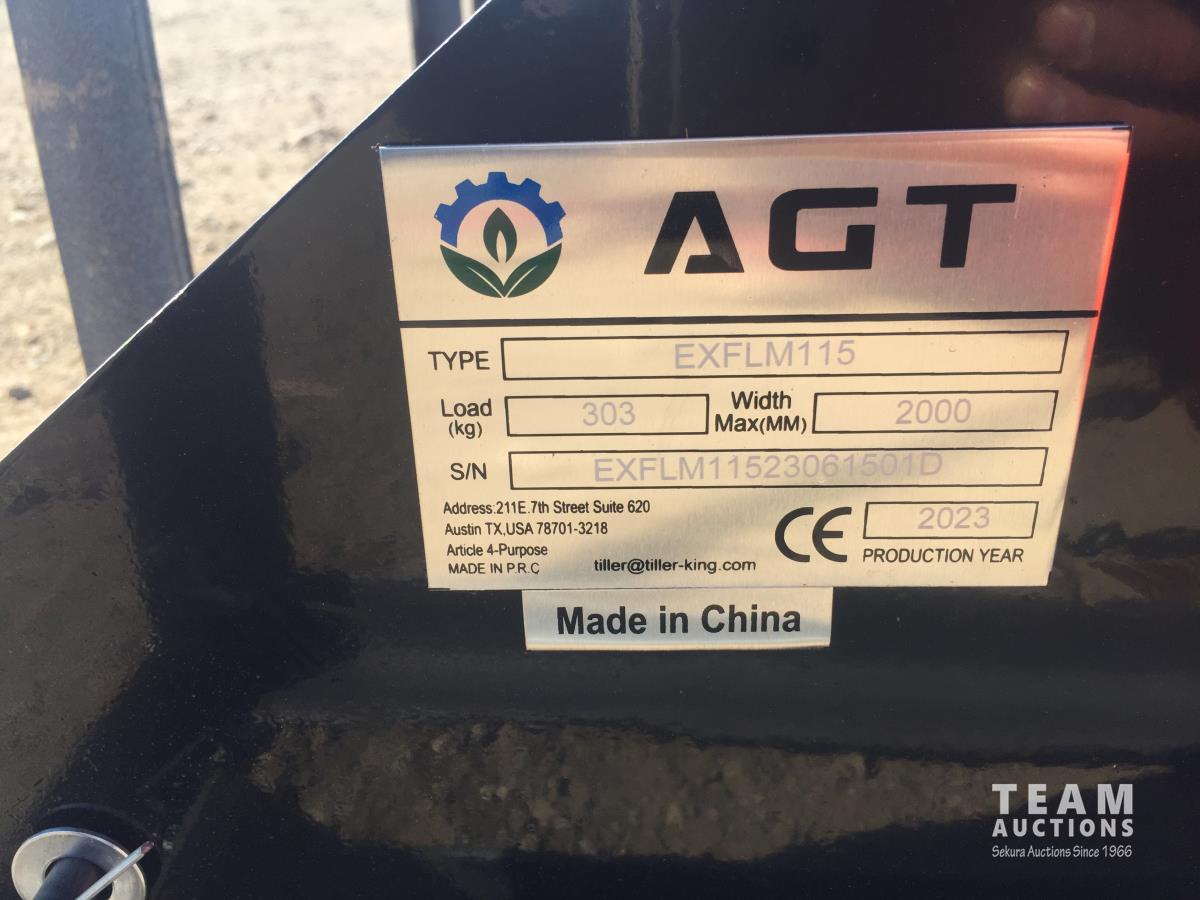 AGT
TYPE EXFLM115
Load (kg) 303 Width Max(MM) 2000
S/N EXFLM11523061501D
Address:211E.7th Street Suite 620
Austin TX,USA 78701-3218
Article 4-Purpose
MADE IN P.R.C
tiller@tiller-king.com
CE 2023
PRODUCTION YEAR
Made in China
TEAM
AUCTIONS
Sekura Auctions Since 1966